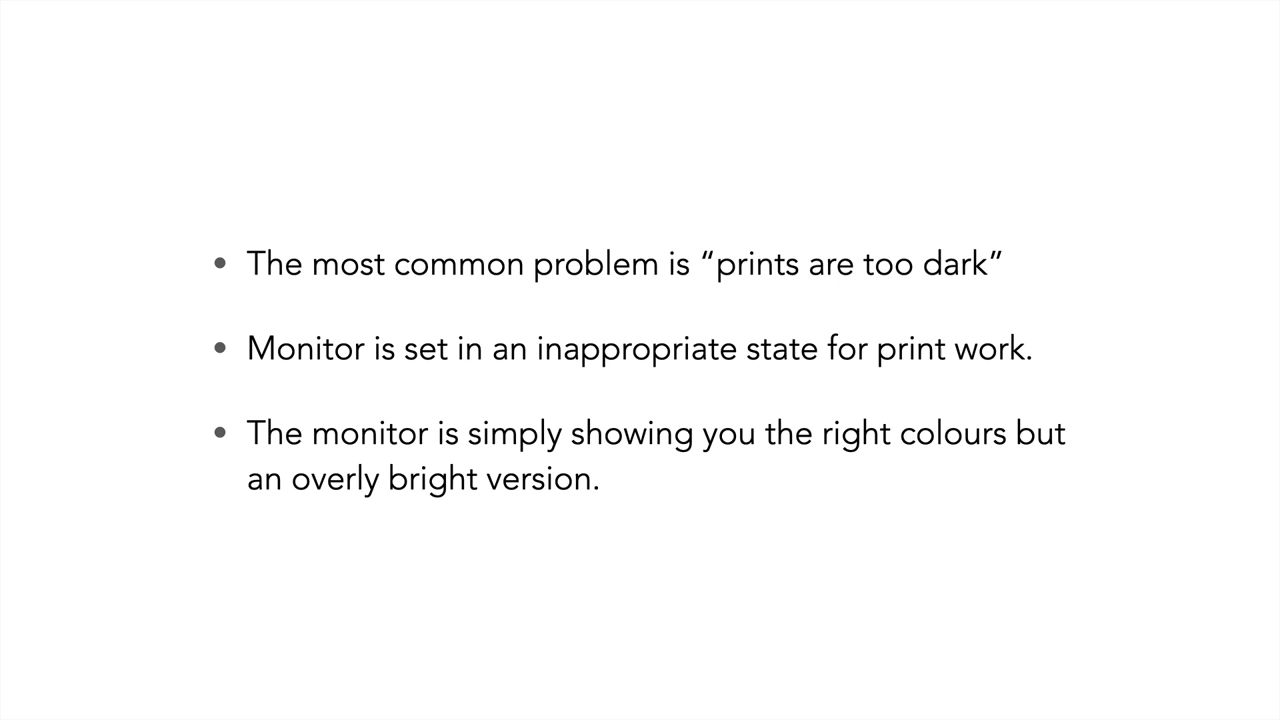 • The most common problem is “prints are too dark”
• Monitor is set in an inappropriate state for print work.
• The monitor is simply showing you the right colours but
an overly bright version.